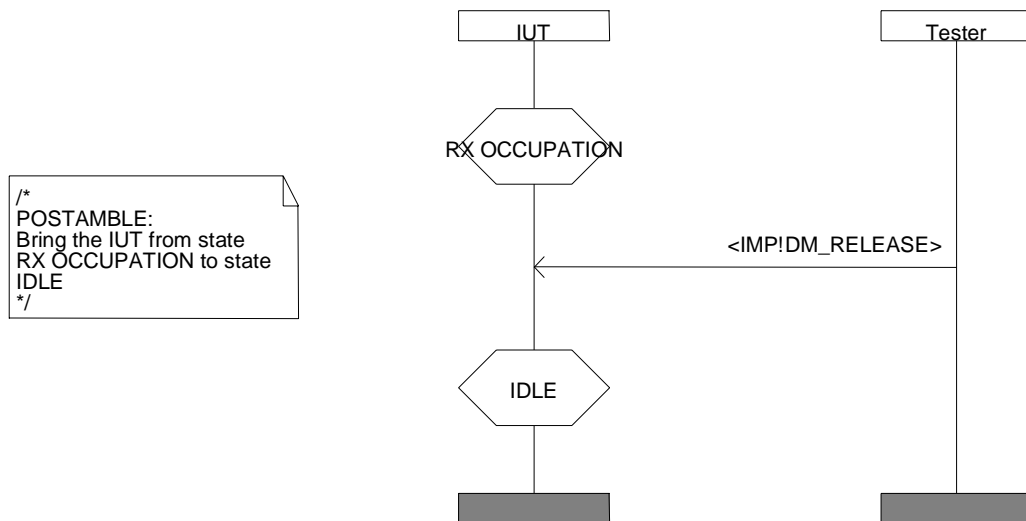 IUT
Tester
RX OCCUPATION
/*
POSTAMBLE:
Bring the IUT from state
RX OCCUPATION to state
IDLE
*/
<IMP!DM_RELEASE>
IDLE